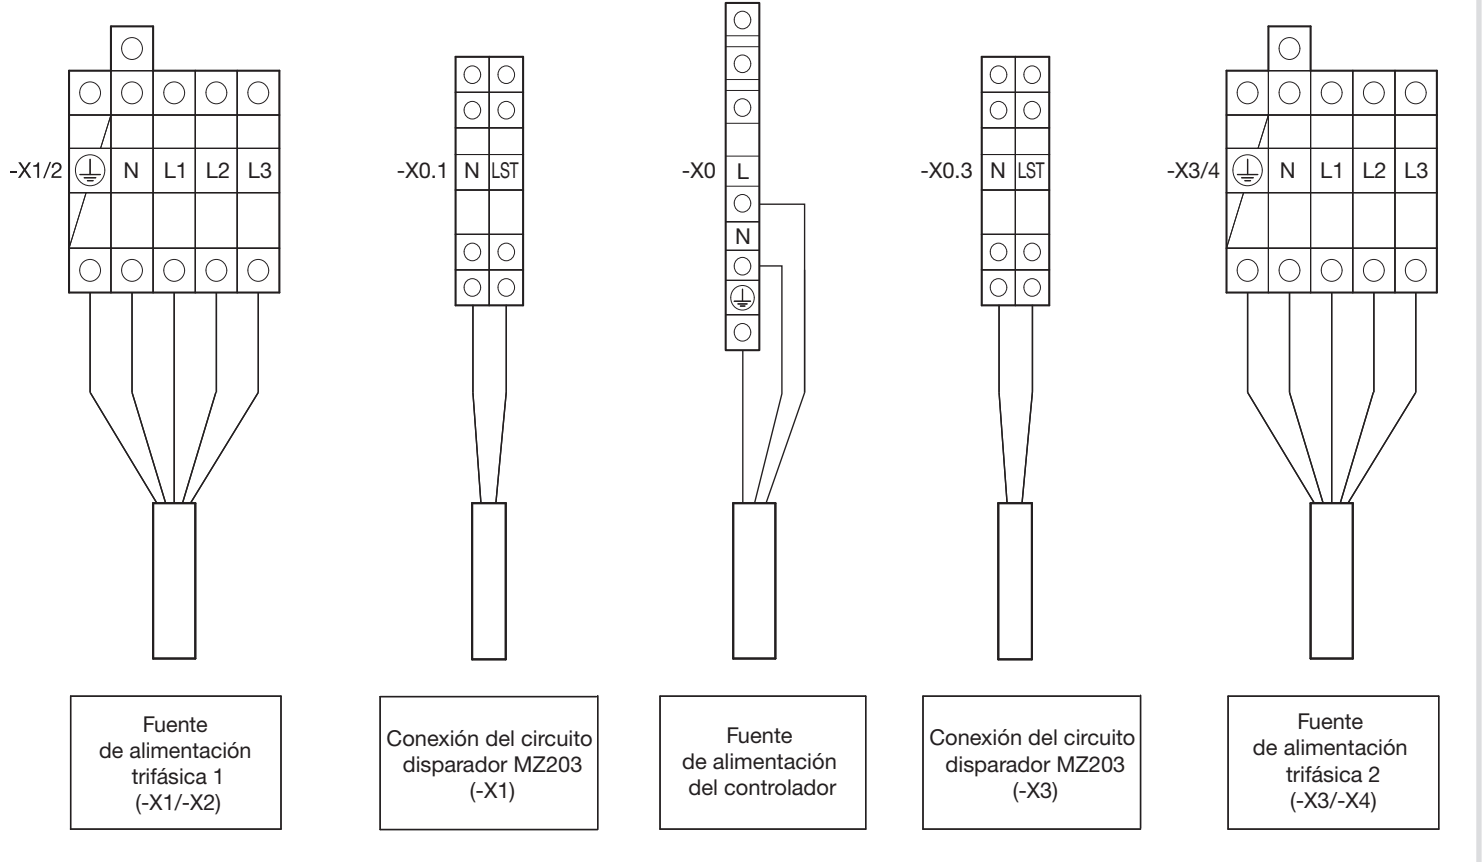 -X1/2 N L1 L2 L3
-X0.1 N LST
-X0 L
N
-X0.3 N LST
-X3/4 N L1 L2 L3
Fuente
de alimentación
trifásica 1
(-X1/-X2)
Conexión del circuito
disparador MZ203
(-X1)
Fuente
de alimentación
del controlador
Conexión del circuito
disparador MZ203
(-X3)
Fuente
de alimentación
trifásica 2
(-X3/-X4)